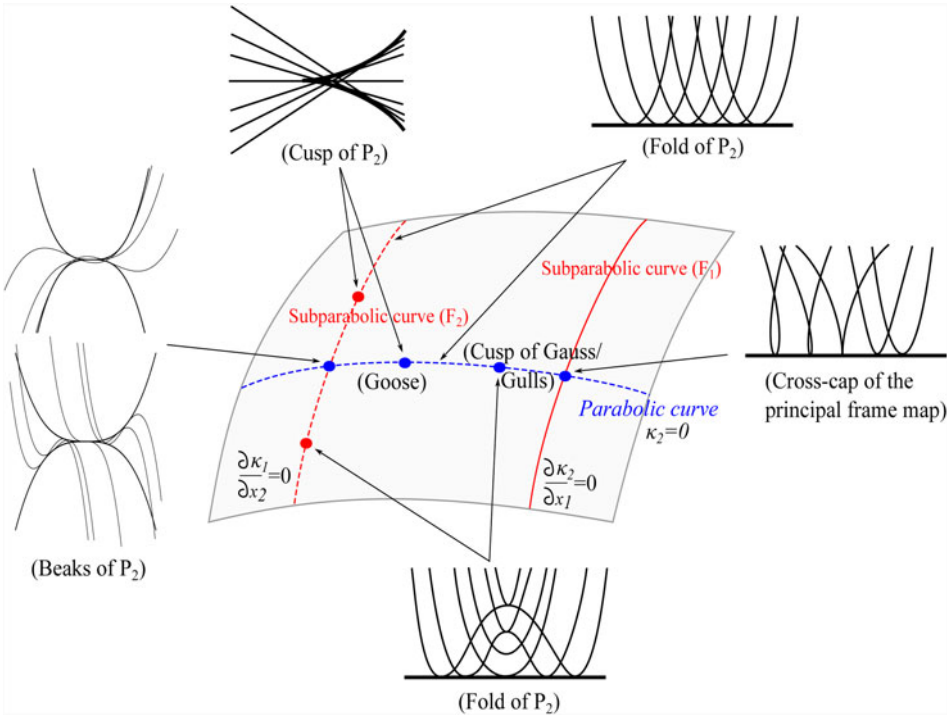 (Cusp of P₂)
(Fold of P₂)
Subparabolic curve (F₁)
Subparabolic curve (F₂)
(Goose)
(Cusp of Gauss/
Gulls)
Parabolic curve
κ₂=0
(Cross-cap of the
principal frame map)
∂κ₁/∂x₂=0
∂κ₂/∂x₁=0
(Beaks of P₂)
(Fold of P₂)